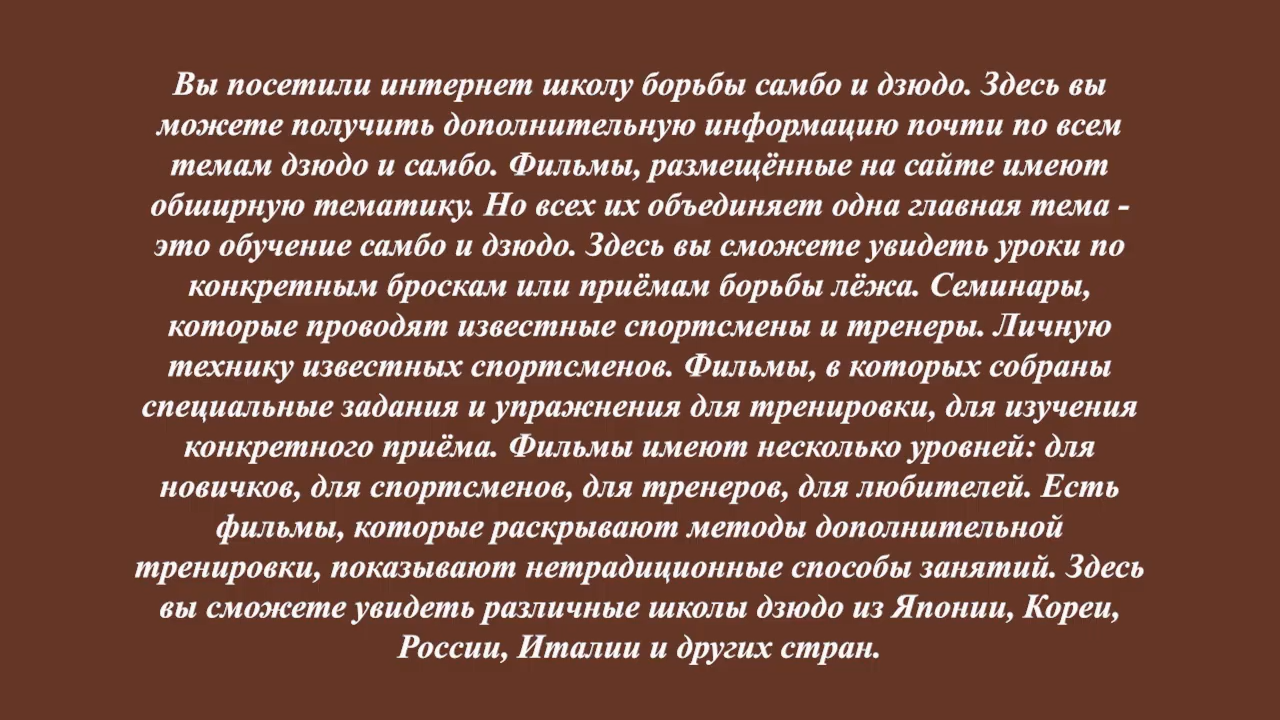 Вы посетили интернет школу борьбы самбо и дзюдо. Здесь вы
можете получить дополнительную информацию почти по всем
темам дзюдо и самбо. Фильмы, размещённые на сайте имеют
обширную тематику. Но всех их объединяет одна главная тема -
это обучение самбо и дзюдо. Здесь вы сможете увидеть уроки по
конкретным броскам или приёмам борьбы лёжа. Семинары,
которые проводят известные спортсмены и тренеры. Личную
технику известных спортсменов. Фильмы, в которых собраны
специальные задания и упражнения для тренировки, для изучения
конкретного приёма. Фильмы имеют несколько уровней: для
новичков, для спортсменов, для тренеров, для любителей. Есть
фильмы, которые раскрывают методы дополнительной
тренировки, показывают нетрадиционные способы занятий. Здесь
вы сможете увидеть различные школы дзюдо из Японии, Кореи,
России, Италии и других стран.